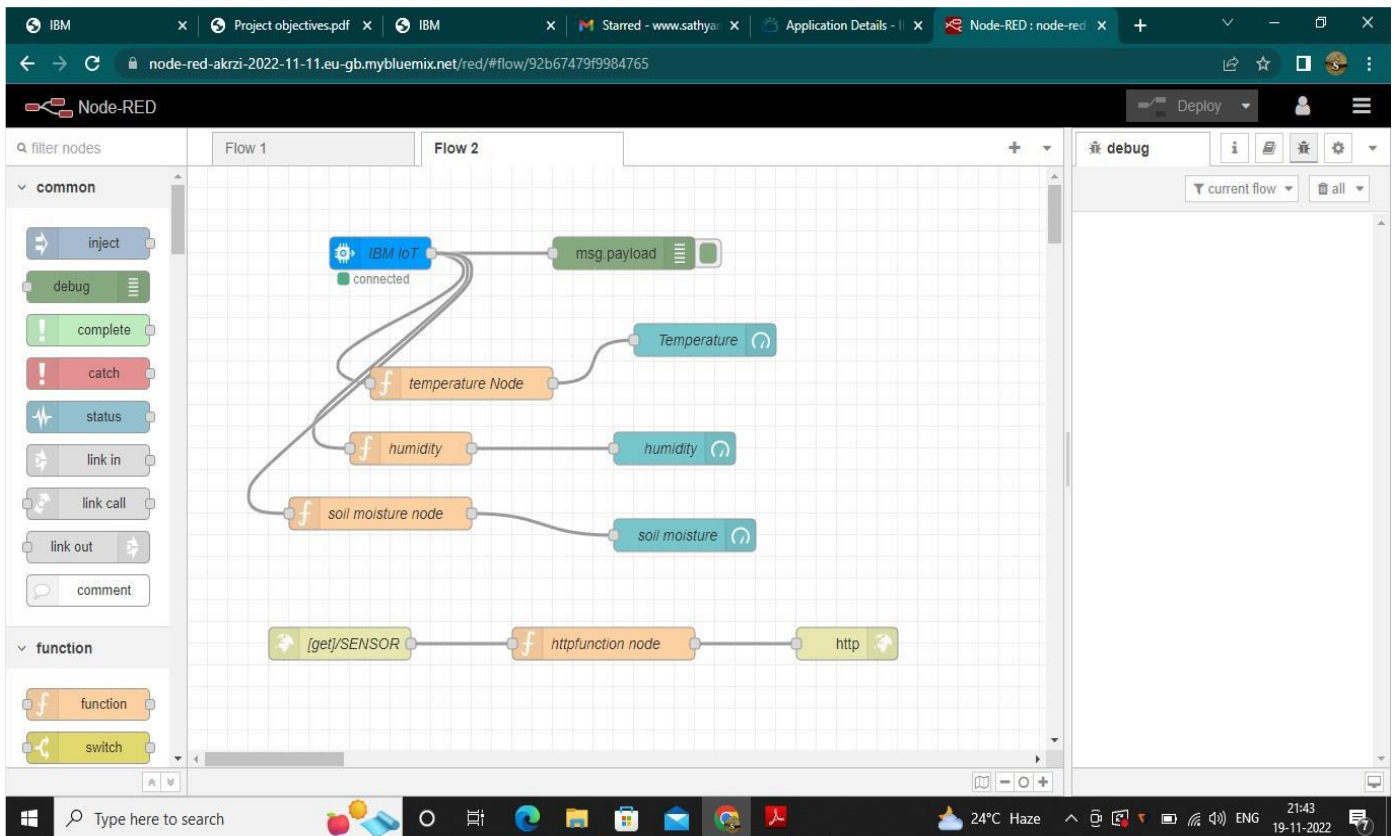 IBM
Project objectives.pdf
IBM
Starred - www.sathya
Application Details - I
Node-RED : node-red
node-red-akrzi-2022-11-11.eu-gb.mybluemix.net/red/#flow/92b67479f9984765
S
Node-RED
Deploy
filter nodes
Flow 1
Flow 2
debug
i
current flow
all
common
inject
debug
complete
catch
status
link in
link call
link out
comment
function
function
switch
IBM IoT
connected
msg.payload
Temperature
f temperature Node
f humidity
humidity
f soil moisture node
soil moisture
[get]/SENSOR
f httpfunction node
http
Type here to search
24°C Haze
ENG
21:43
19-11-2022
7